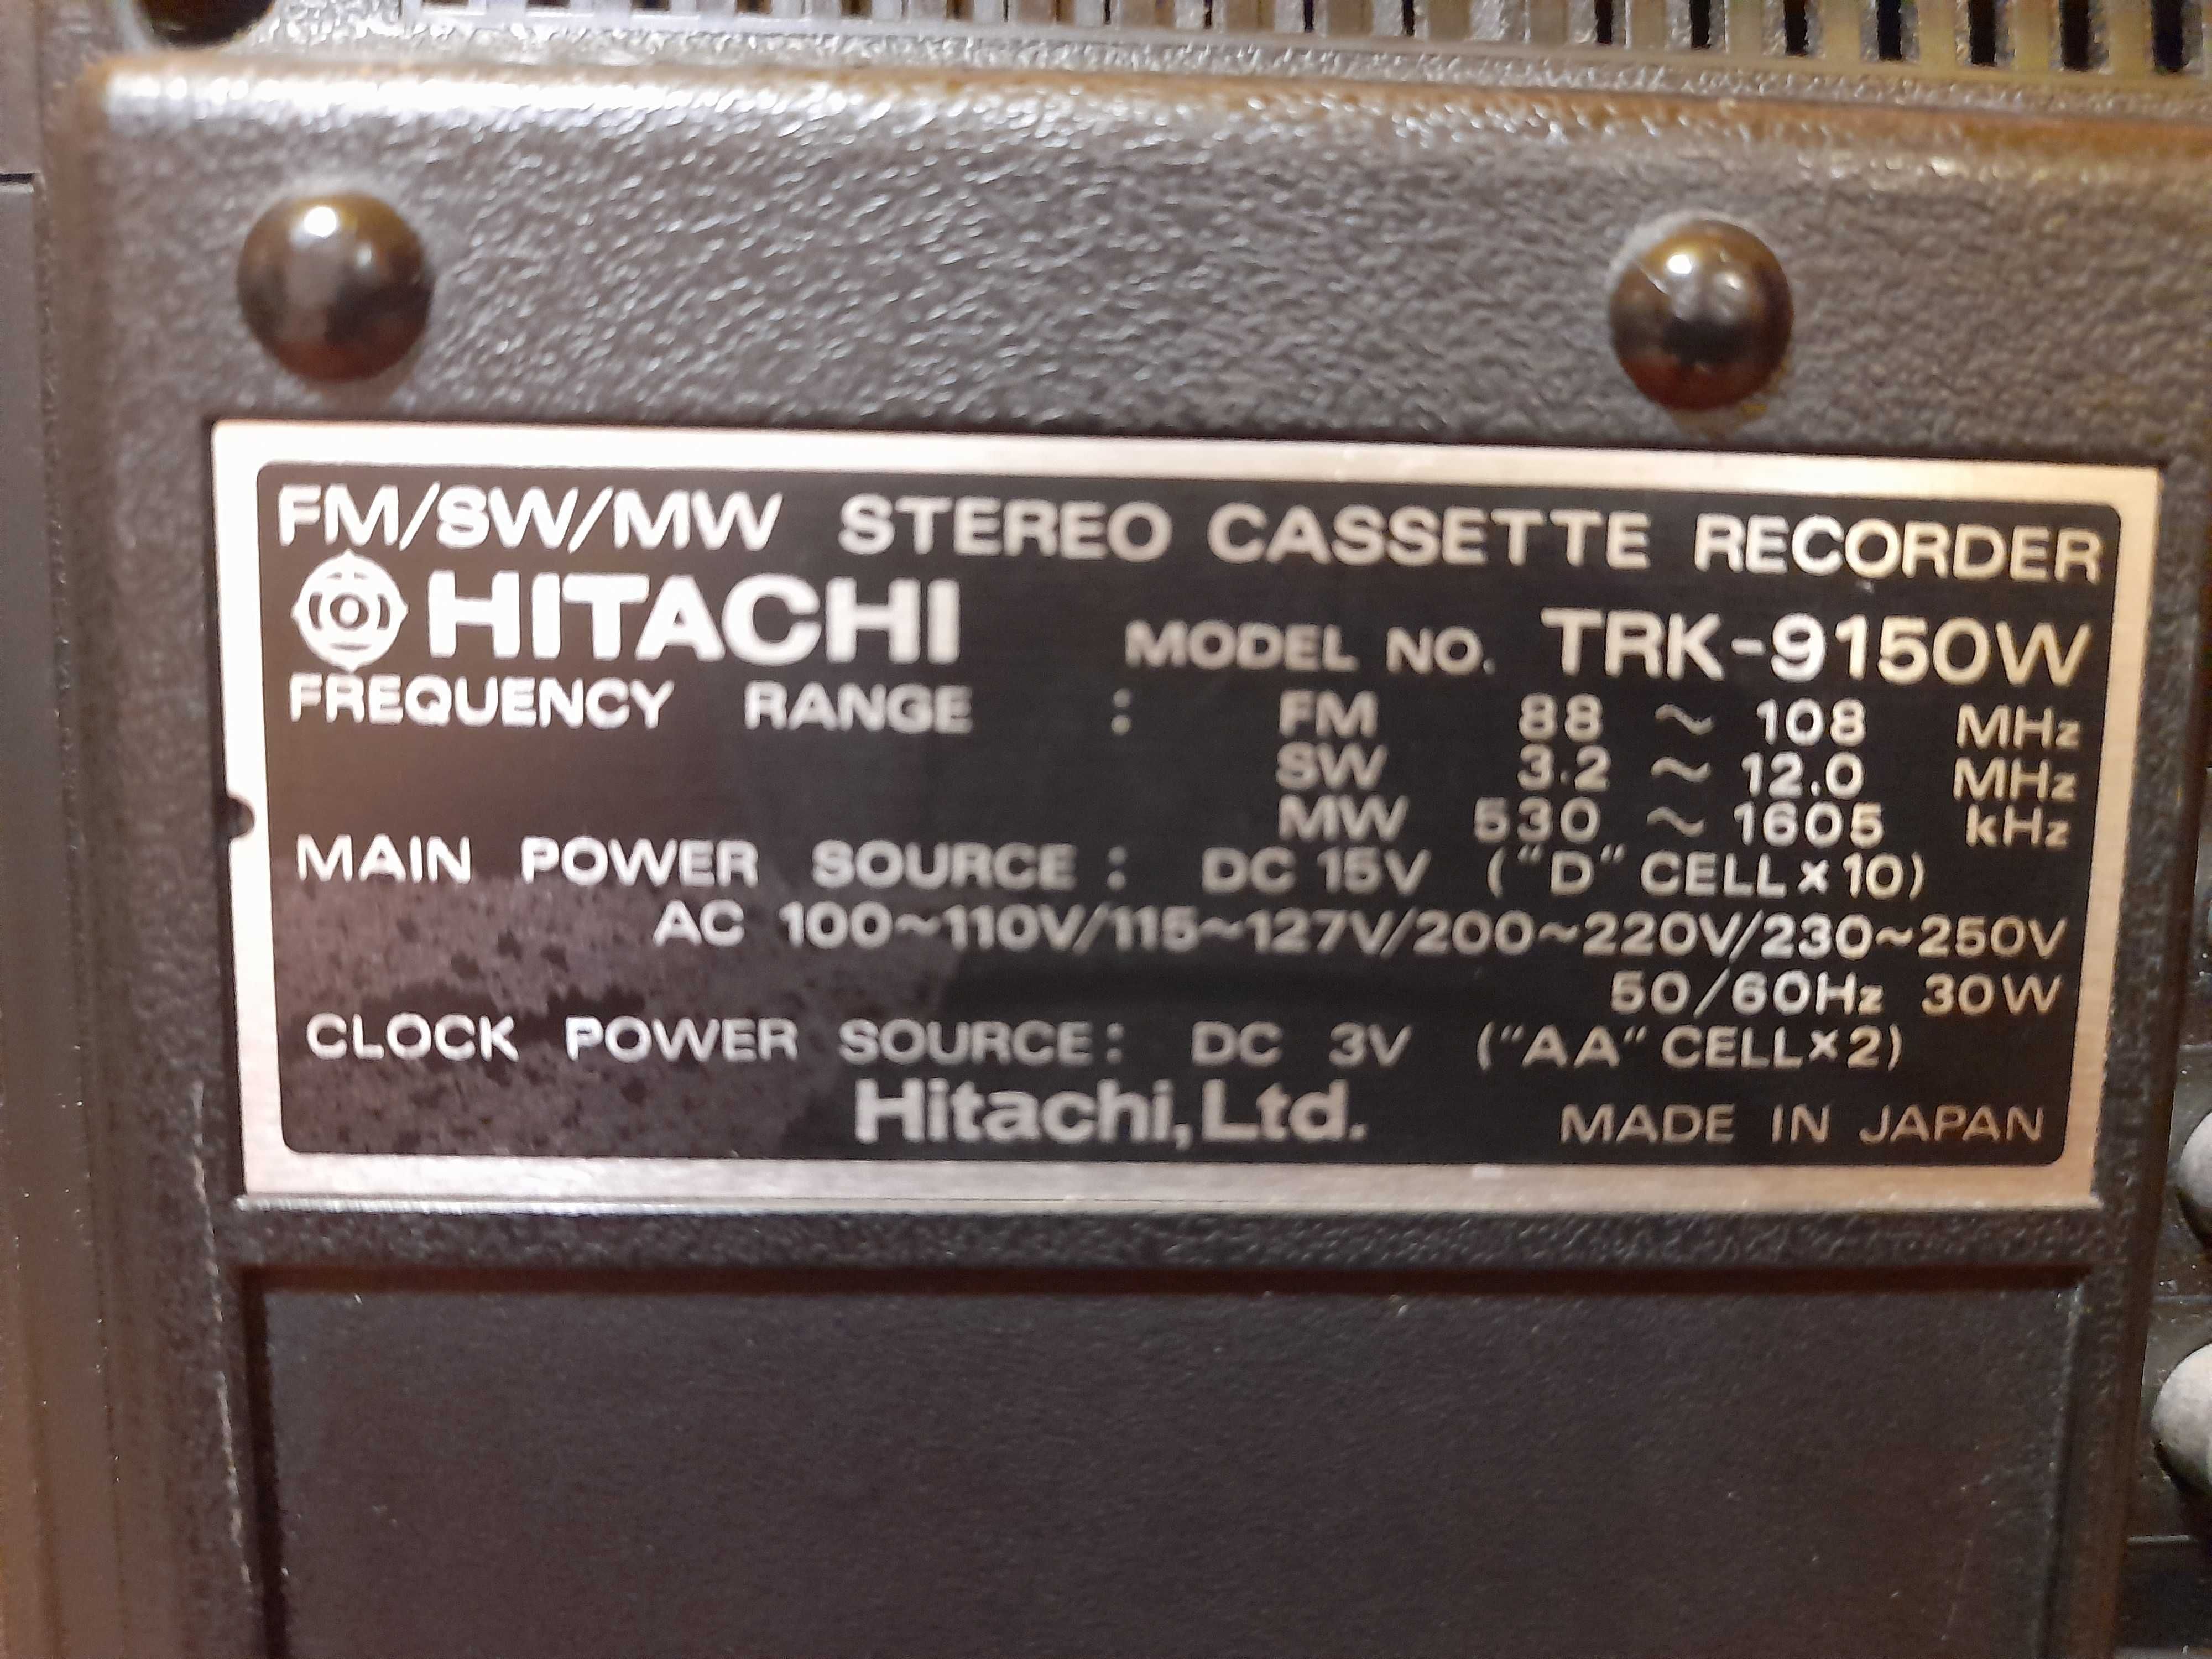 FM/SW/MW STEREO CASSETTE RECORDER
HITACHI MODEL NO. TRK-9150W
FREQUENCY RANGE : FM 88 ~ 108 MHz
SW 3.2 ~ 12.0 MHz
MW 530 ~ 1605 kHz
MAIN POWER SOURCE : DC 15V ("D" CELL×10)
AC 100~110V/115~127V/200~220V/230~250V
50/60Hz 30W
CLOCK POWER SOURCE: DC 3V ("AA" CELL×2)
Hitachi, Ltd. MADE IN JAPAN